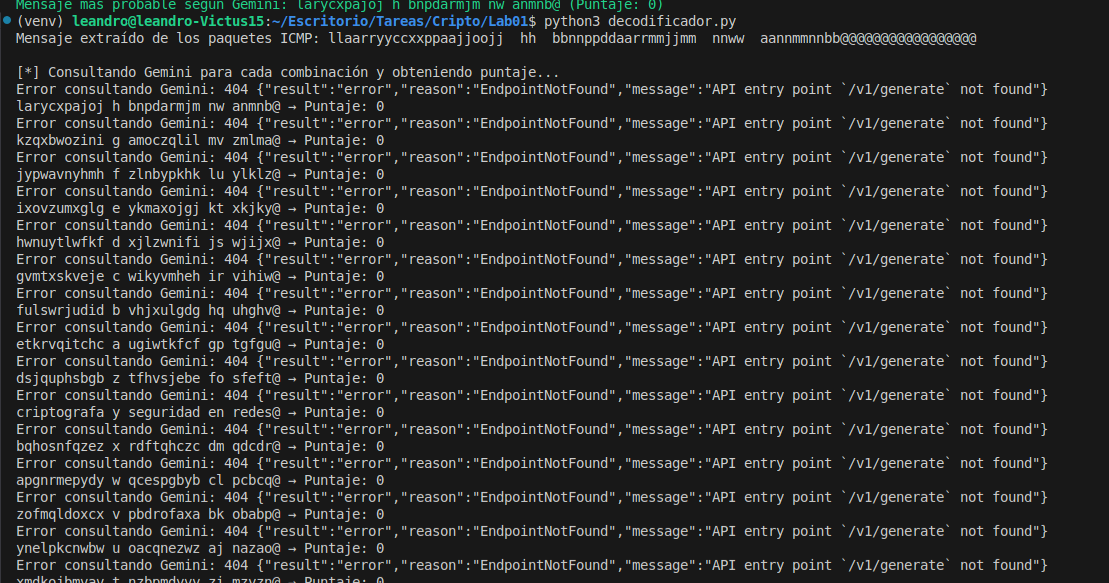 Mensaje más probable según Gemini: larycxpajoj h bnpdarmjm nw anmnb@ (Puntaje: 0)
(venv) leandro@leandro-Victus15:~/Escritorio/Tareas/Cripto/Lab01$ python3 decodificador.py
Mensaje extraído de los paquetes ICMP: llaarryyccxxppaajjoojj  hh  bbnnppddaarrmmjjmm  nnww  aannmmnnbb@@@@@@@@@@@@@@@@@
[*] Consultando Gemini para cada combinación y obteniendo puntaje...
Error consultando Gemini: 404 {"result":"error","reason":"EndpointNotFound","message":"API entry point `/v1/generate` not found"}
larycxpajoj h bnpdarmjm nw anmnb@ → Puntaje: 0
Error consultando Gemini: 404 {"result":"error","reason":"EndpointNotFound","message":"API entry point `/v1/generate` not found"}
kzqxbwozini g amoczqlil mv zmlma@ → Puntaje: 0
Error consultando Gemini: 404 {"result":"error","reason":"EndpointNotFound","message":"API entry point `/v1/generate` not found"}
jypwavnyhmh f zlnbypkhk lu ylklz@ → Puntaje: 0
Error consultando Gemini: 404 {"result":"error","reason":"EndpointNotFound","message":"API entry point `/v1/generate` not found"}
ixovzumxglg e ykmaxojgj kt xkjky@ → Puntaje: 0
Error consultando Gemini: 404 {"result":"error","reason":"EndpointNotFound","message":"API entry point `/v1/generate` not found"}
hwnuytlwfkf d xjlzwnifi js wjijx@ → Puntaje: 0
Error consultando Gemini: 404 {"result":"error","reason":"EndpointNotFound","message":"API entry point `/v1/generate` not found"}
gvmtxskveje c wikyvmheh ir vihiw@ → Puntaje: 0
Error consultando Gemini: 404 {"result":"error","reason":"EndpointNotFound","message":"API entry point `/v1/generate` not found"}
fulswrjudid b vhjxulgdg hq uhghv@ → Puntaje: 0
Error consultando Gemini: 404 {"result":"error","reason":"EndpointNotFound","message":"API entry point `/v1/generate` not found"}
etkrvqitchc a ugiwtkfcf gp tgfgu@ → Puntaje: 0
Error consultando Gemini: 404 {"result":"error","reason":"EndpointNotFound","message":"API entry point `/v1/generate` not found"}
dsjquphsbgb z tfhvsjebe fo sfeft@ → Puntaje: 0
Error consultando Gemini: 404 {"result":"error","reason":"EndpointNotFound","message":"API entry point `/v1/generate` not found"}
criptografa y seguridad en redes@ → Puntaje: 0
Error consultando Gemini: 404 {"result":"error","reason":"EndpointNotFound","message":"API entry point `/v1/generate` not found"}
bqhosnfqzez x rdftqhczc dm qdcdr@ → Puntaje: 0
Error consultando Gemini: 404 {"result":"error","reason":"EndpointNotFound","message":"API entry point `/v1/generate` not found"}
apgnrmepydy w qcespgbyb cl pcbcq@ → Puntaje: 0
Error consultando Gemini: 404 {"result":"error","reason":"EndpointNotFound","message":"API entry point `/v1/generate` not found"}
zofmqldoxcx v pbdrofaxa bk obabp@ → Puntaje: 0
Error consultando Gemini: 404 {"result":"error","reason":"EndpointNotFound","message":"API entry point `/v1/generate` not found"}
ynelpkcnwbw u oacqnezwz aj nazao@ → Puntaje: 0
Error consultando Gemini: 404 {"result":"error","reason":"EndpointNotFound","message":"API entry point `/v1/generate` not found"}
xmdkojbmvav t nzbpmdyvy zi mzyzn@ → Puntaje: 0